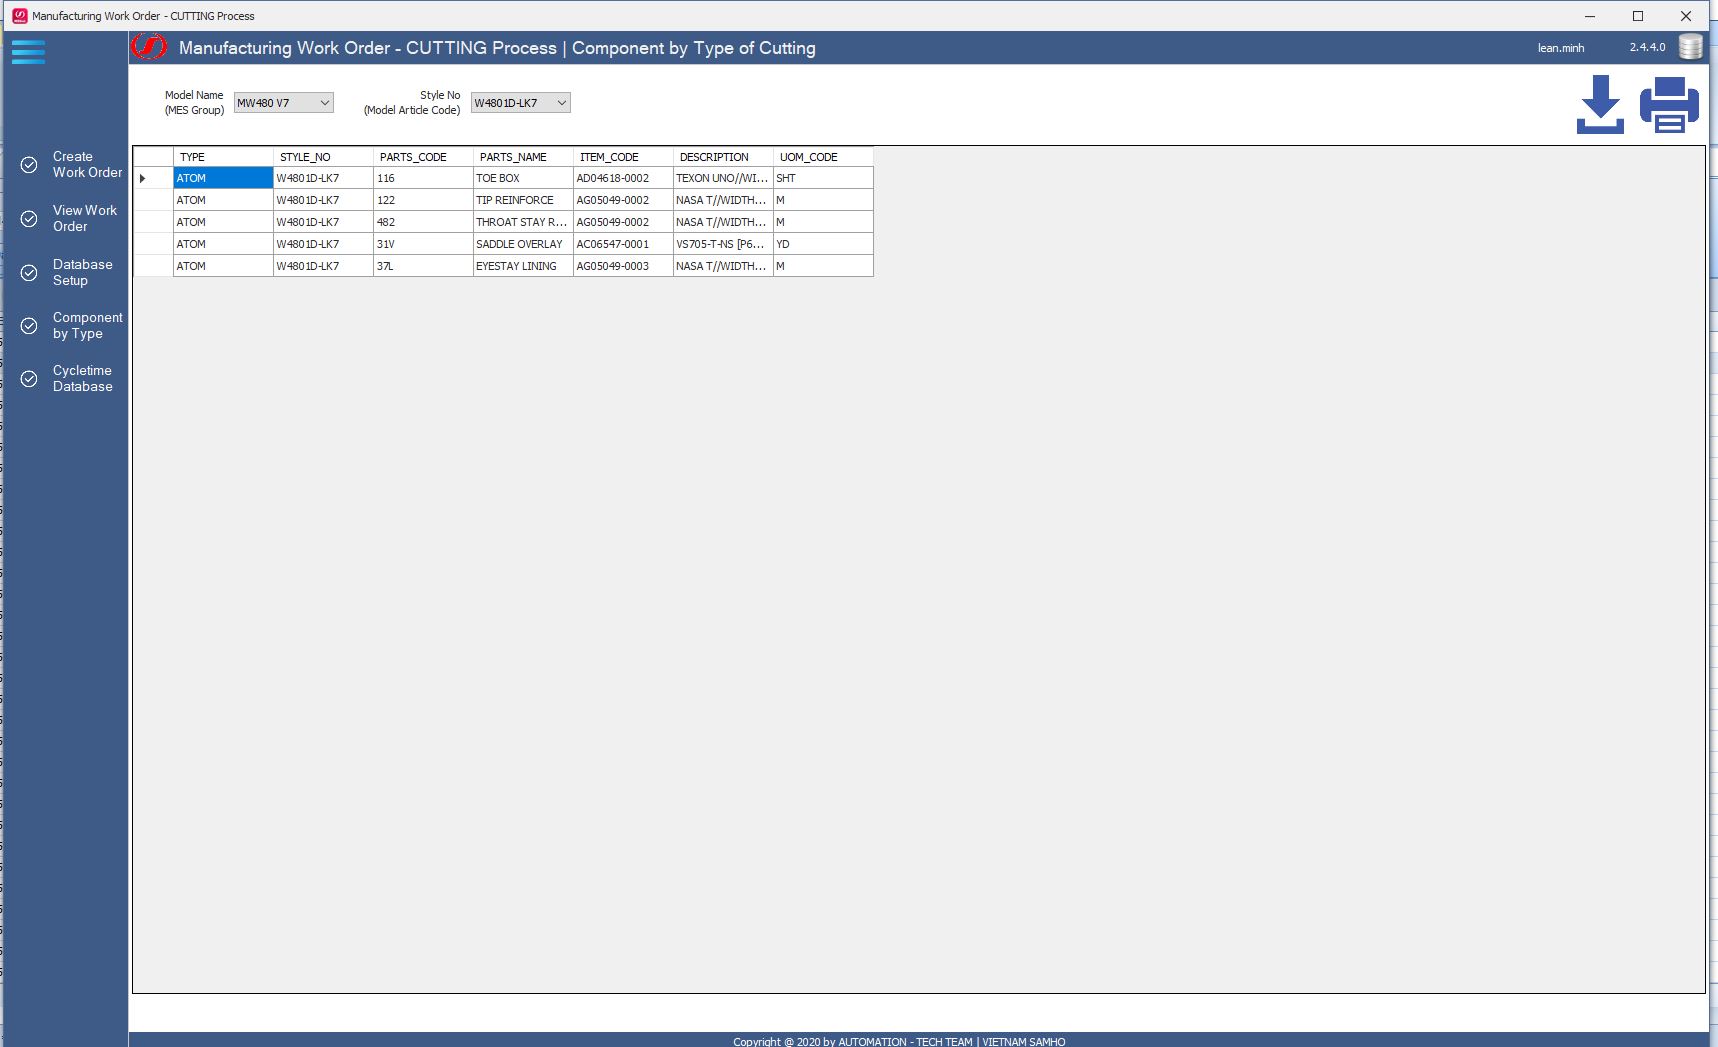 Manufacturing Work Order - CUTTING Process
Manufacturing Work Order - CUTTING Process | Component by Type of Cutting
lean.minh
2.4.4.0
Model Name
(MES Group)
MW480 V7
Style No
(Model Article Code)
W4801D-LK7
Create
Work Order
View Work
Order
Database
Setup
Component
by Type
Cycletime
Database
TYPE STYLE_NO PARTS_CODE PARTS_NAME ITEM_CODE DESCRIPTION UOM_CODE
ATOM W4801D-LK7 116 TOE BOX AD04618-0002 TEXON UNO//WI... SHT
ATOM W4801D-LK7 122 TIP REINFORCE AG05049-0002 NASA T//WIDTH... M
ATOM W4801D-LK7 482 THROAT STAY R... AG05049-0002 NASA T//WIDTH... M
ATOM W4801D-LK7 31V SADDLE OVERLAY AC06547-0001 VS705-T-NS [P6... YD
ATOM W4801D-LK7 37L EYESTAY LINING AG05049-0003 NASA T//WIDTH... M
Copyright @ 2020 by AUTOMATION - TECH TEAM | VIETNAM SAMHO